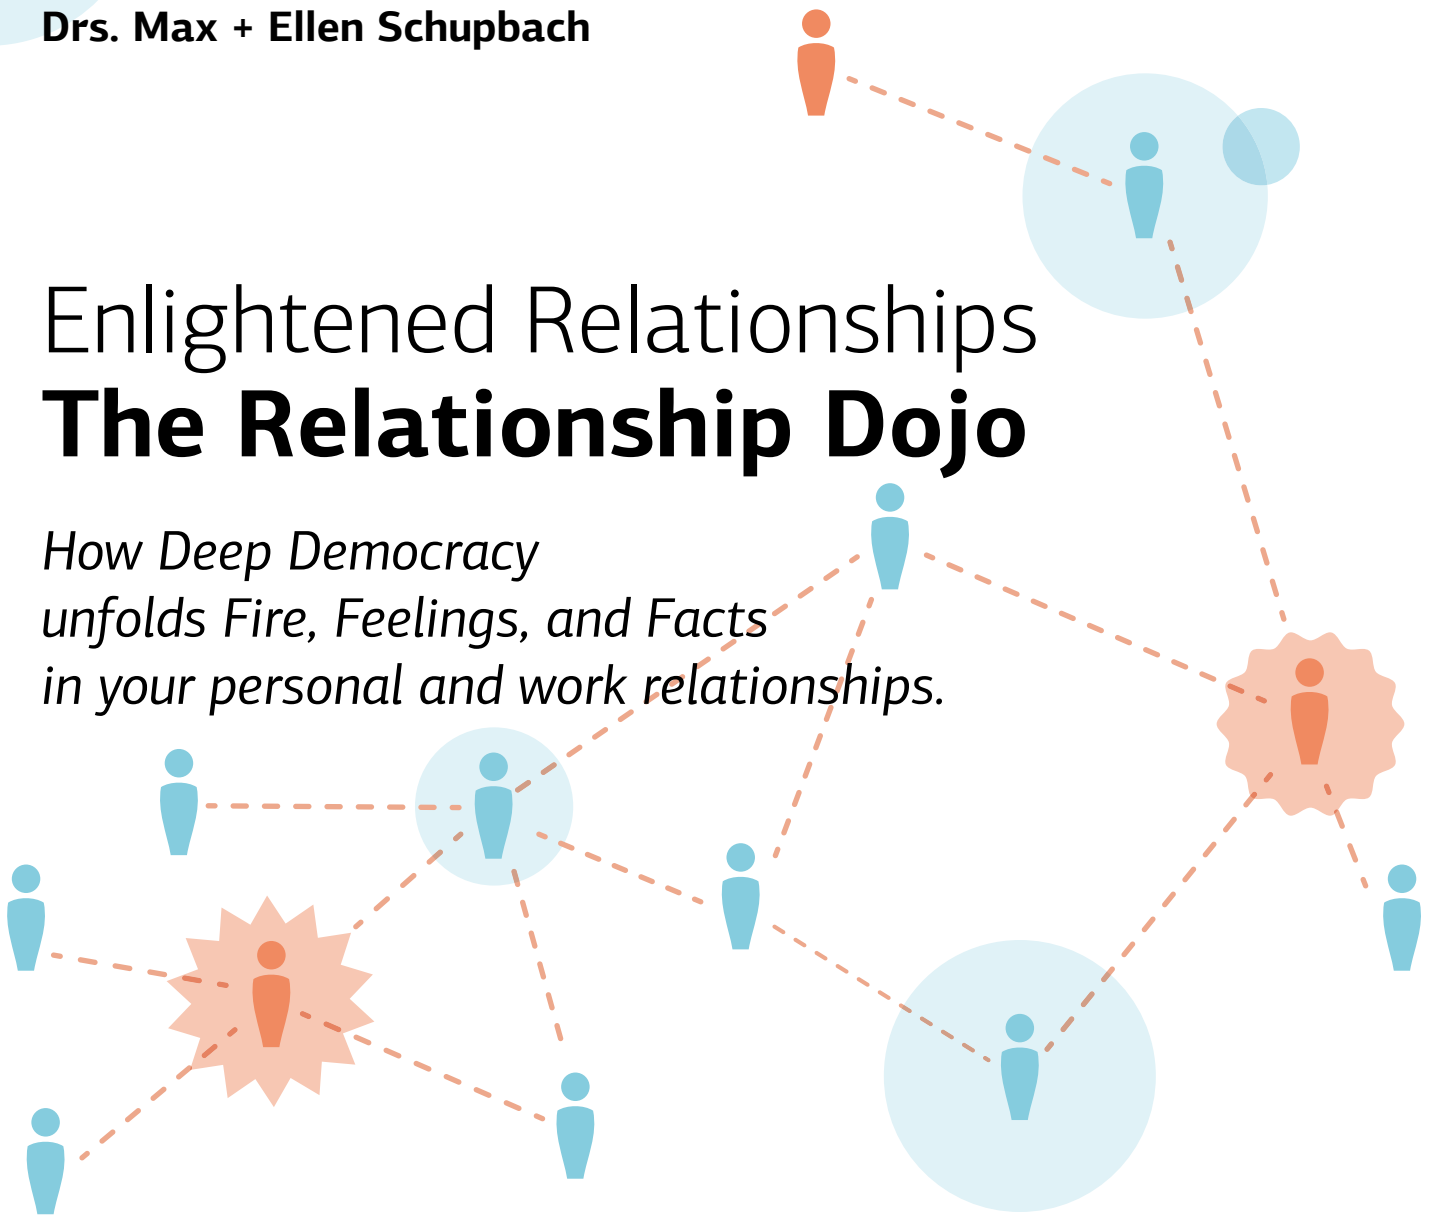 Drs. Max + Ellen Schupbach
Enlightened Relationships
The Relationship Dojo
How Deep Democracy
unfolds Fire, Feelings, and Facts
in your personal and work relationships.